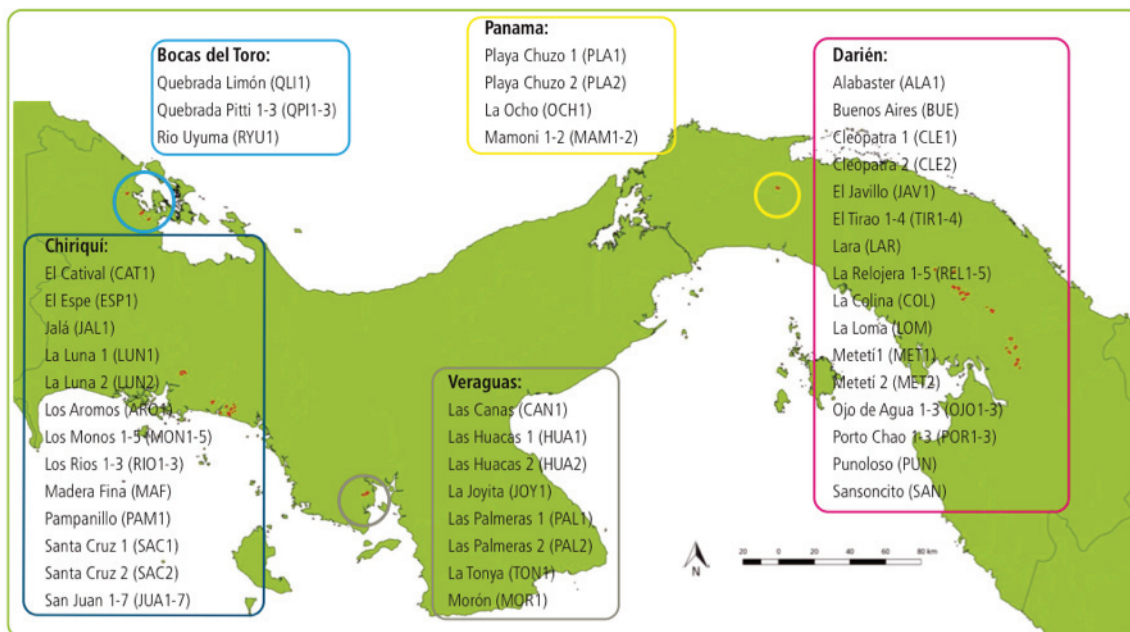 Bocas del Toro:
Quebrada Limón (QLI1)
Quebrada Pitti 1-3 (QPI1-3)
Rio Uyuma (RYU1)
Panama:
Playa Chuzo 1 (PLA1)
Playa Chuzo 2 (PLA2)
La Ocho (OCH1)
Mamoni 1-2 (MAM1-2)
Darién:
Alabaster (ALA1)
Buenos Aires (BUE)
Cleopatra 1 (CLE1)
Cleopatra 2 (CLE2)
El Javillo (JAV1)
El Tirao 1-4 (TIR1-4)
Lara (LAR)
La Relojera 1-5 (REL1-5)
La Colina (COL)
La Loma (LOM)
Metetí1 (MET1)
Metetí 2 (MET2)
Ojo de Agua 1-3 (OJO1-3)
Porto Chao 1-3 (POR1-3)
Punoloso (PUN)
Sansoncito (SAN)
Chiriquí:
El Catival (CAT1)
El Espe (ESP1)
Jalá (JAL1)
La Luna 1 (LUN1)
La Luna 2 (LUN2)
Los Aromos (ARO1)
Los Monos 1-5 (MON1-5)
Los Rios 1-3 (RIO1-3)
Madera Fina (MAF)
Pampanillo (PAM1)
Santa Cruz 1 (SAC1)
Santa Cruz 2 (SAC2)
San Juan 1-7 (JUA1-7)
Veraguas:
Las Canas (CAN1)
Las Huacas 1 (HUA1)
Las Huacas 2 (HUA2)
La Joyita (JOY1)
Las Palmeras 1 (PAL1)
Las Palmeras 2 (PAL2)
La Tonya (TON1)
Morón (MOR1)
N
20 0 20 40 60 80 km